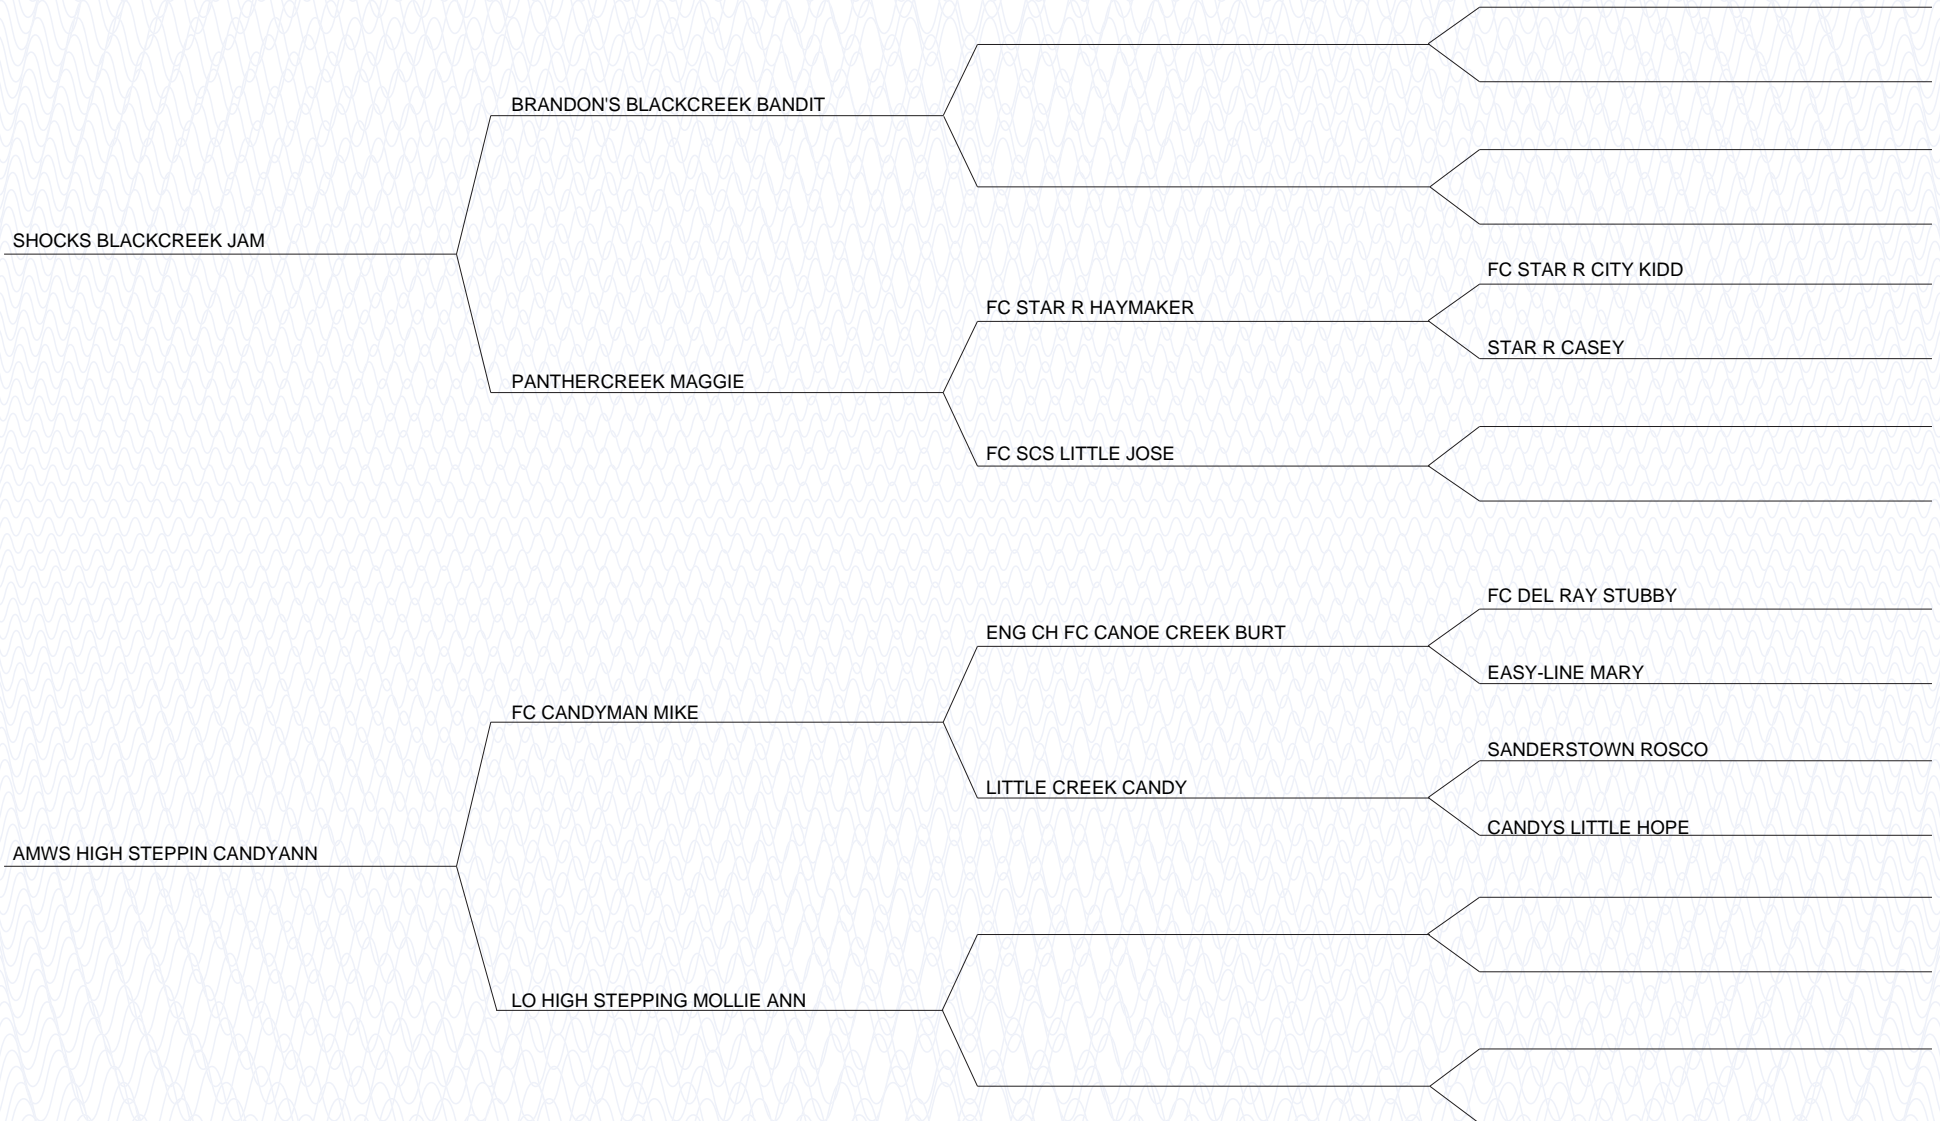 BRANDON'S BLACKCREEK BANDIT
SHOCKS BLACKCREEK JAM
FC STAR R CITY KIDD
FC STAR R HAYMAKER
STAR R CASEY
PANTHERCREEK MAGGIE
FC SCS LITTLE JOSE
FC DEL RAY STUBBY
ENG CH FC CANOE CREEK BURT
EASY-LINE MARY
FC CANDYMAN MIKE
SANDERSTOWN ROSCO
LITTLE CREEK CANDY
CANDYS LITTLE HOPE
AMWS HIGH STEPPIN CANDYANN
LO HIGH STEPPING MOLLIE ANN